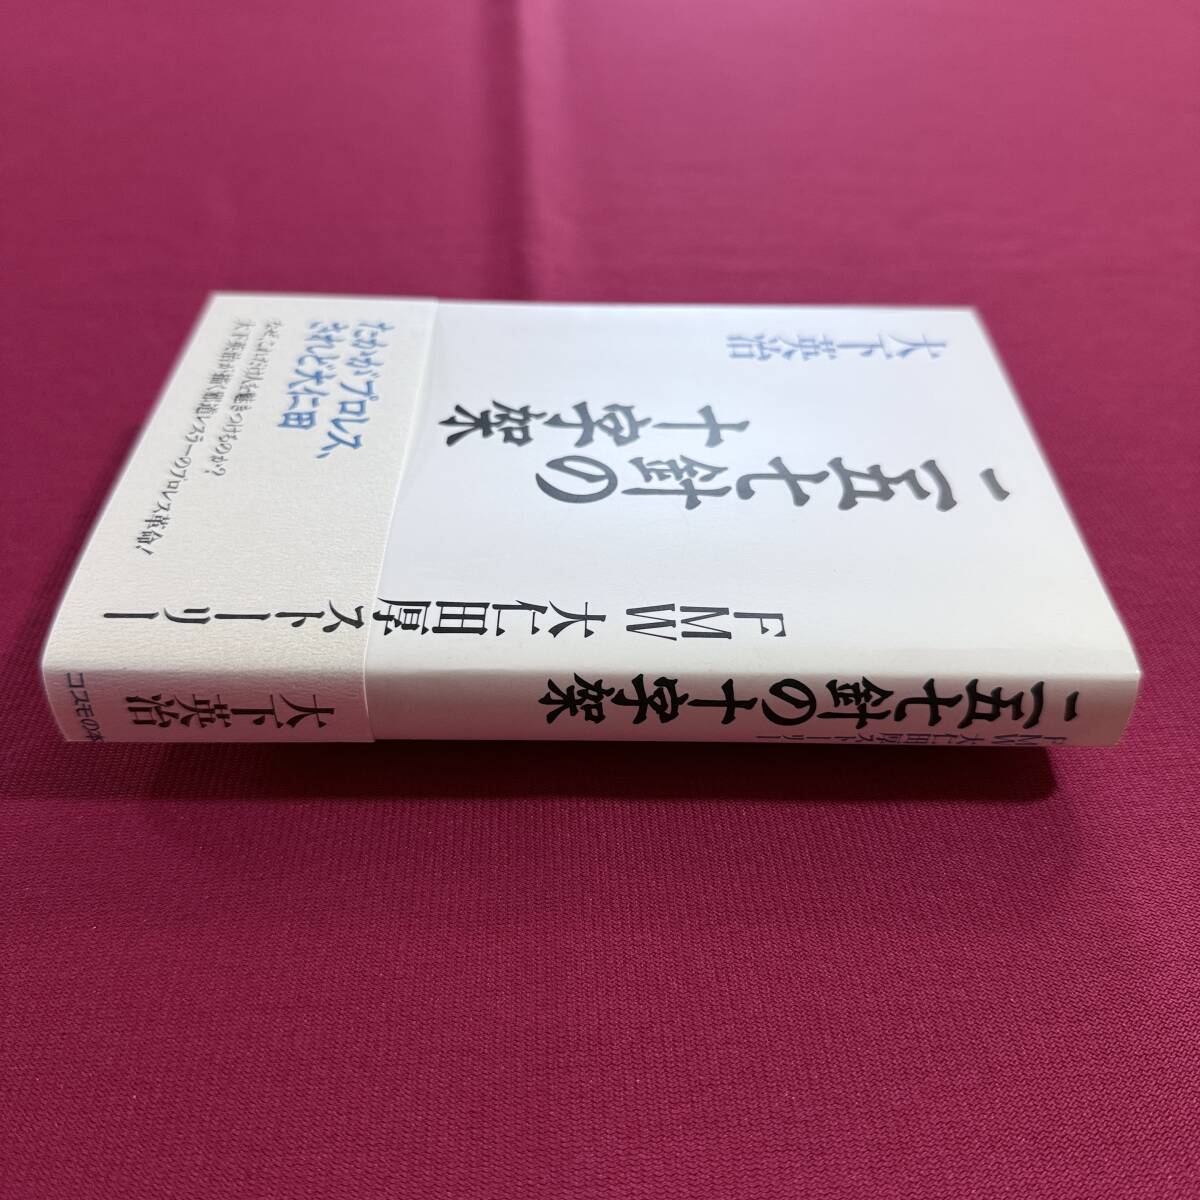 大下英治
二五七針の
十字架
FMW大仁田厚ストーリー
たかがプロレス、
されど大仁田
なぜ、これだけ人を魅きつけるのか?
大下英治が描く邪道レスラーのプロレス革命!
二五七針の十字架
FMW大仁田厚ストーリー
大下英治
コスモの本